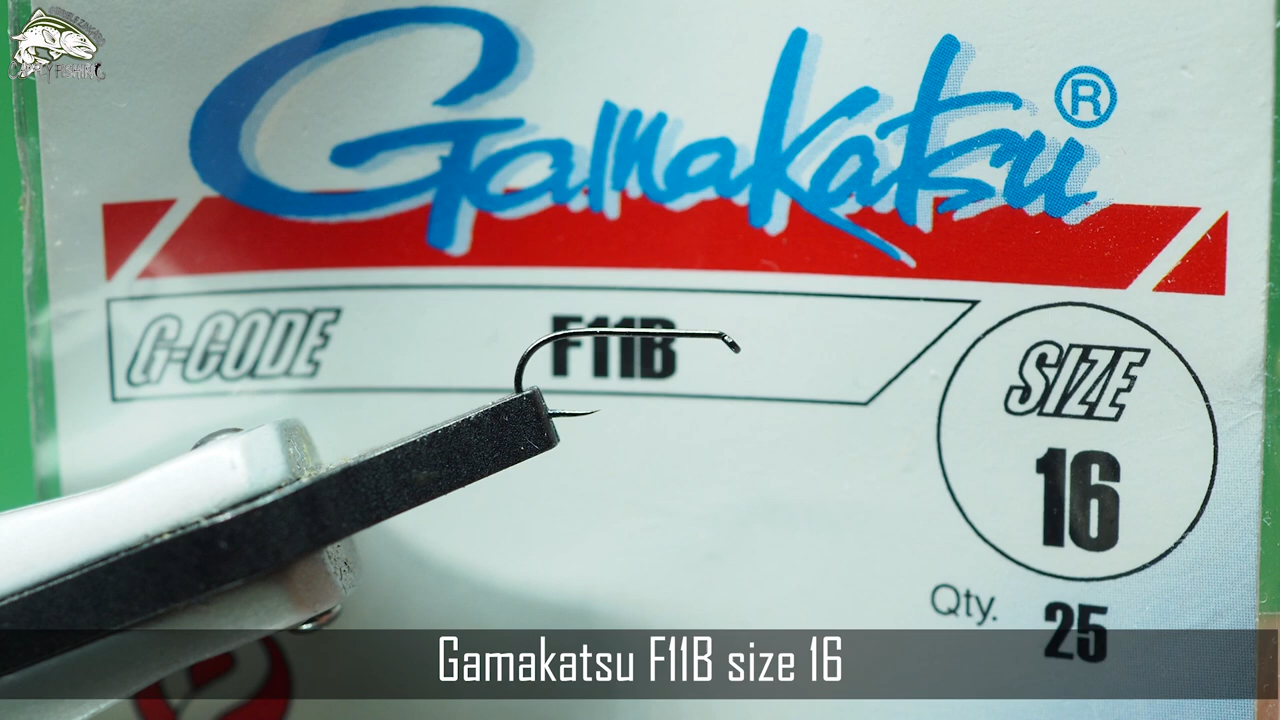 Gamakatsu®
G-CODE F11B
SIZE
16
Qty. 25
Gamakatsu F11B size 16